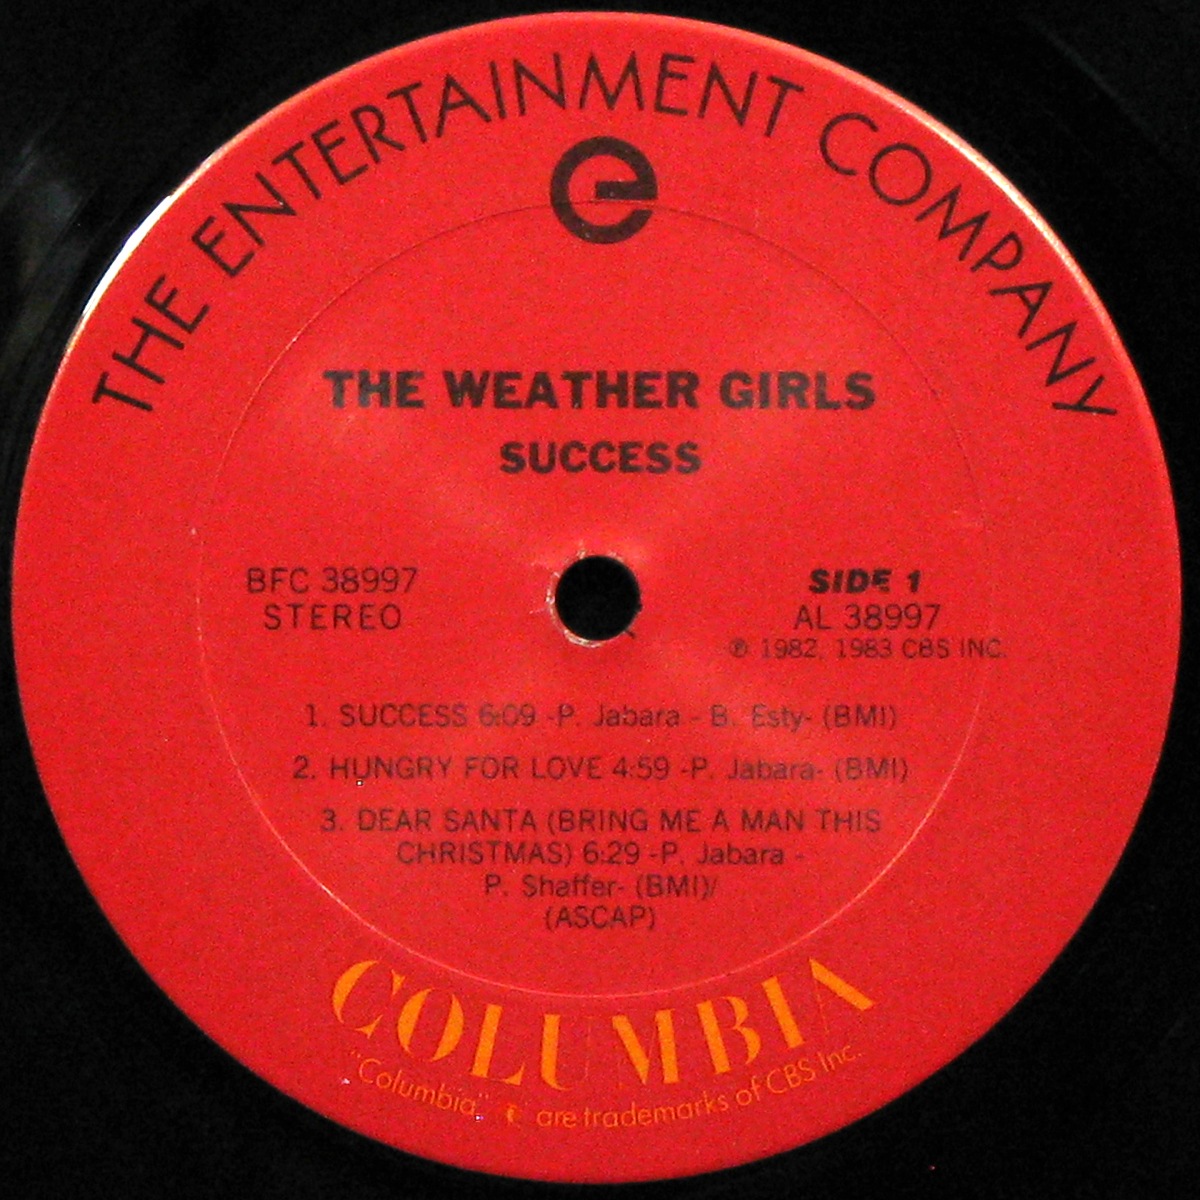 THE ENTERTAINMENT COMPANY
e
THE WEATHER GIRLS
SUCCESS
BFC 38997
STEREO
SIDE 1
AL 38997
℗ 1982, 1983 CBS INC.
1. SUCCESS 6:09 -P. Jabara - B. Esty- (BMI)
2. HUNGRY FOR LOVE 4:59 -P. Jabara- (BMI)
3. DEAR SANTA (BRING ME A MAN THIS
CHRISTMAS) 6:29 -P. Jabara -
P. Shaffer- (BMI)/
(ASCAP)
COLUMBIA
"Columbia," are trademarks of CBS Inc.